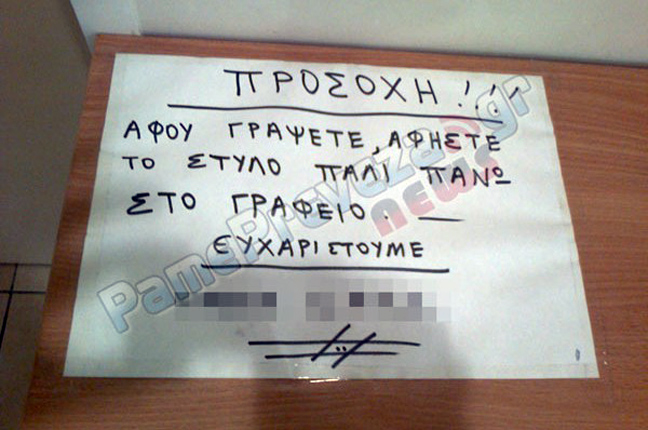 ΠΡΟΣΟΧΗ!!!
ΑΦΟΥ ΓΡΑΨΕΤΕ, ΑΦΗΣΤΕ
ΤΟ ΣΤΥΛΟ ΠΑΛΙ ΠΑΝΩ
ΣΤΟ ΓΡΑΦΕΙΟ.
ΕΥΧΑΡΙΣΤΟΥΜΕ
PamePreveza.gr
news